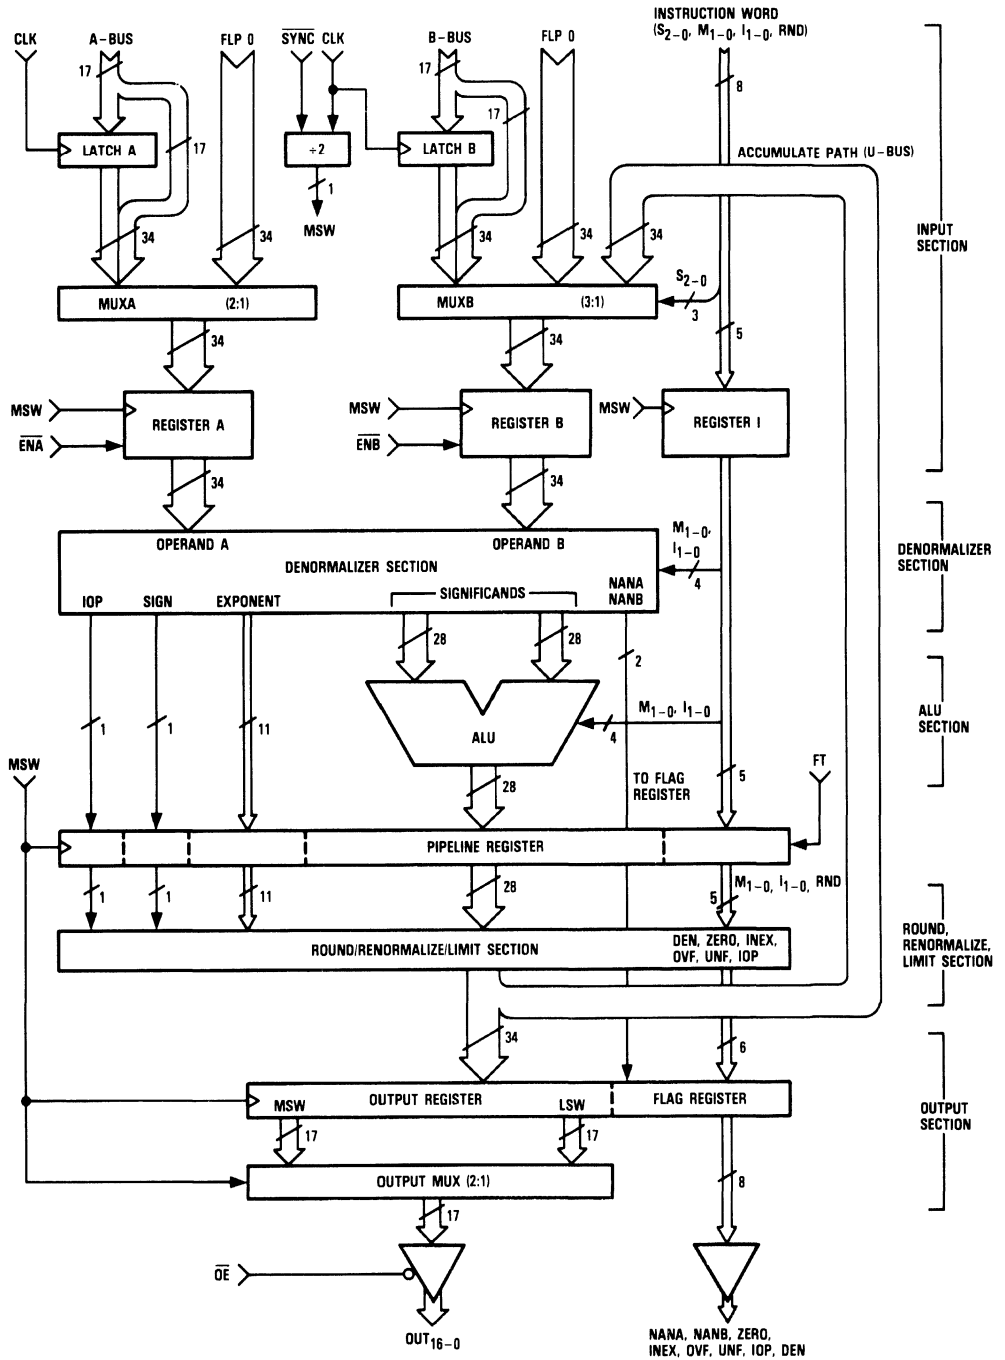 INSTRUCTION WORD
(S2-0, M1-0, I1-0, RND)
CLK
A-BUS
FLP 0
SYNC
CLK
B-BUS
FLP 0
17
17
8
17
17
LATCH A
÷2
LATCH B
ACCUMULATE PATH (U-BUS)
1
MSW
34
34
34
34
34
INPUT
SECTION
S2-0
3
MUXA
(2:1)
MUXB
(3:1)
34
34
5
MSW
ENA
REGISTER A
MSW
ENB
REGISTER B
MSW
REGISTER I
34
34
OPERAND A
OPERAND B
DENORMALIZER SECTION
M1-0,
I1-0
4
DENORMALIZER
SECTION
IOP
SIGN
EXPONENT
SIGNIFICANDS
NANA
NANB
28
28
2
1
1
11
ALU
M1-0, I1-0
4
ALU
SECTION
MSW
28
TO FLAG
REGISTER
5
FT
PIPELINE REGISTER
1
1
11
28
5
M1-0, I1-0, RND
ROUND/RENORMALIZE/LIMIT SECTION
DEN, ZERO, INEX,
OVF, UNF, IOP
ROUND,
RENORMALIZE,
LIMIT SECTION
34
6
MSW
OUTPUT REGISTER
LSW
FLAG REGISTER
OUTPUT
SECTION
17
17
OUTPUT MUX (2:1)
8
17
OE
OUT16-0
NANA, NANB, ZERO,
INEX, OVF, UNF, IOP, DEN